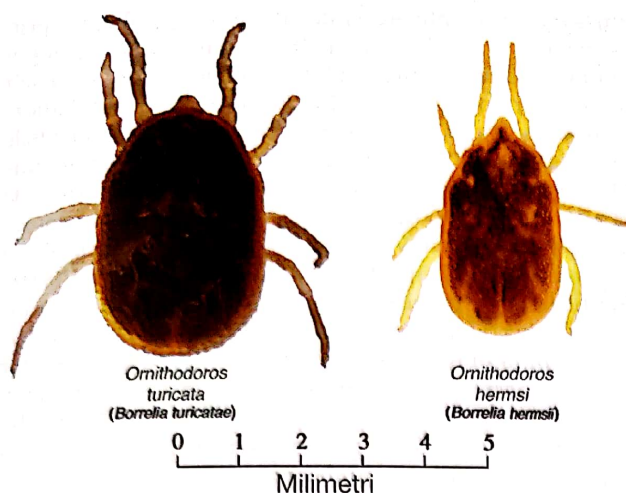 Ornithodoros
turicata
(Borrelia turicatae)
Ornithodoros
hermsi
(Borrelia hermsii)
0 1 2 3 4 5
Milimetri